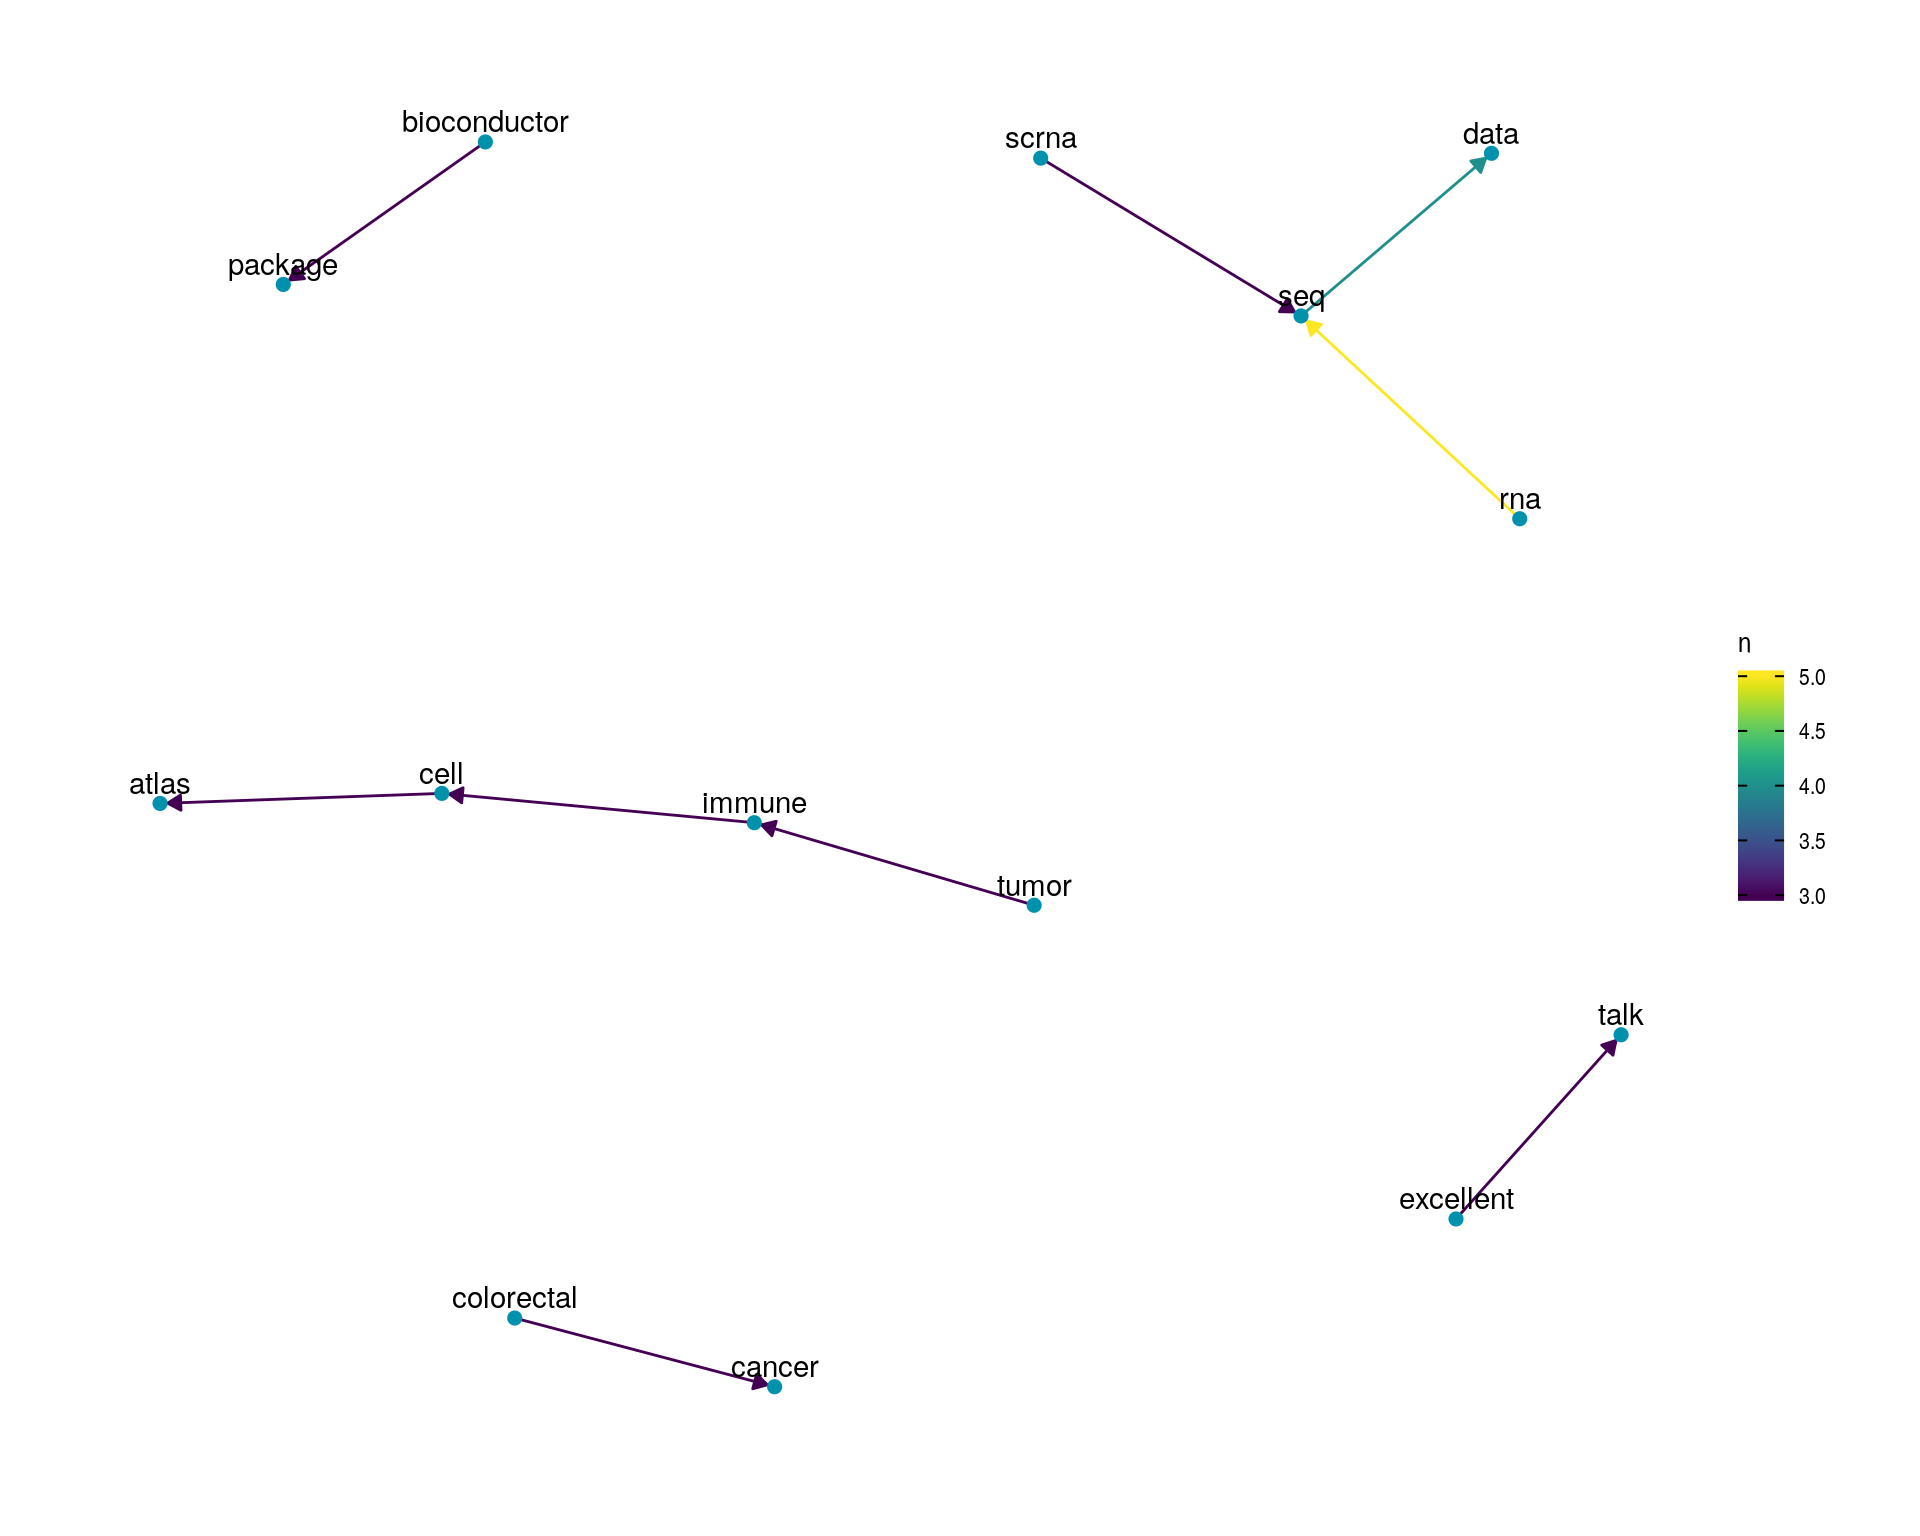 bioconductor
scrna
data
package
seq
rna
n
5.0
4.5
4.0
3.5
3.0
atlas
cell
immune
tumor
talk
excellent
colorectal
cancer